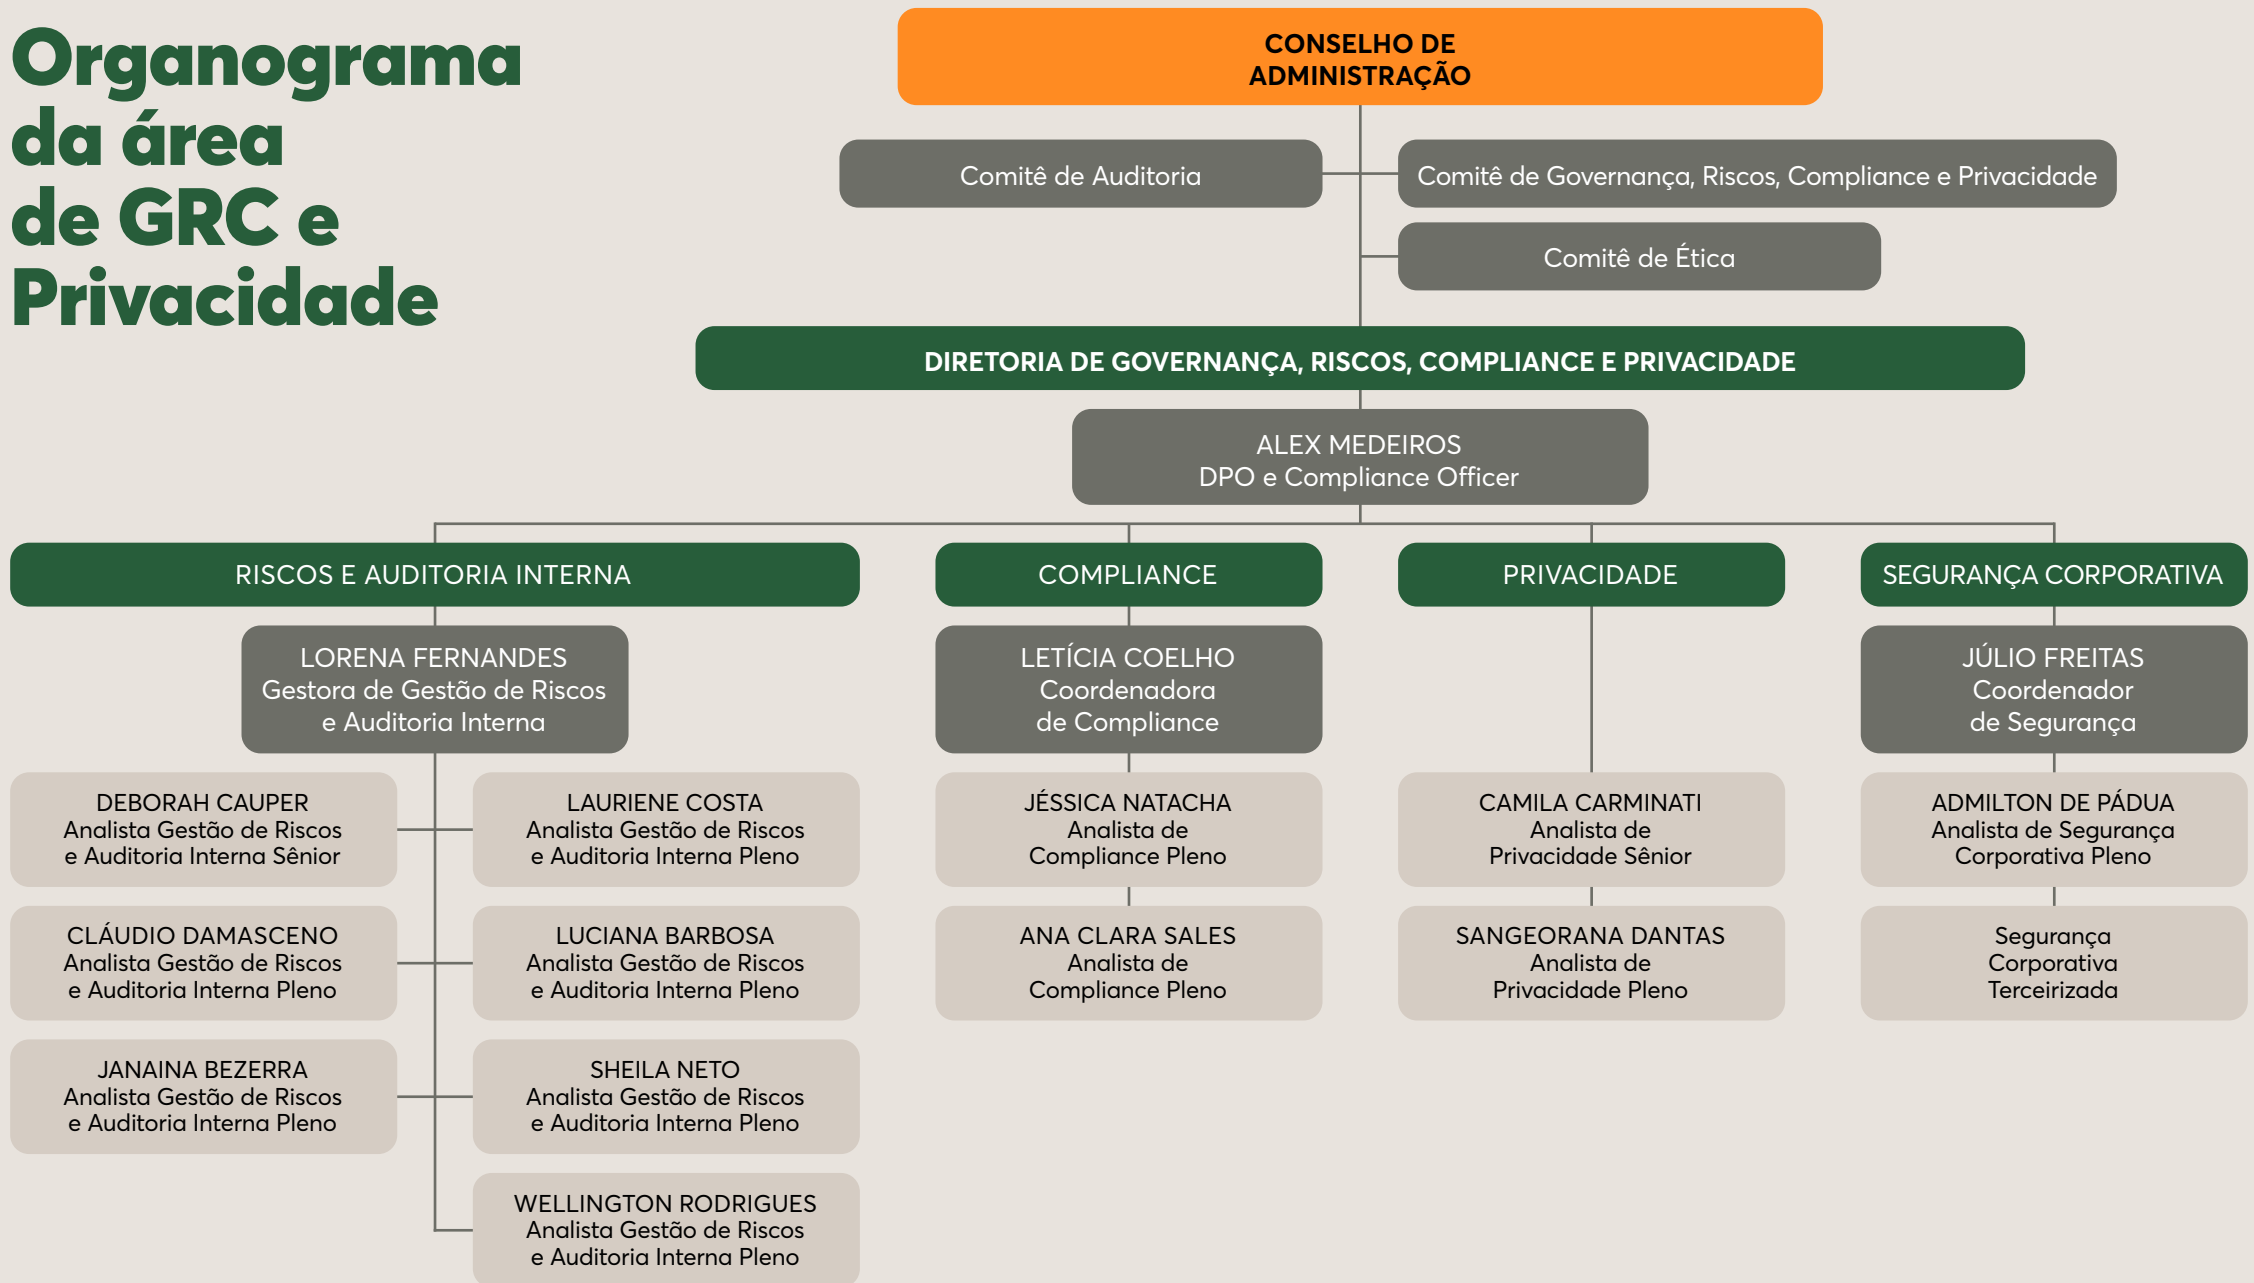 Organograma
da área
de GRC e
Privacidade
CONSELHO DE
ADMINISTRAÇÃO
Comitê de Auditoria
Comitê de Governança, Riscos, Compliance e Privacidade
Comitê de Ética
DIRETORIA DE GOVERNANÇA, RISCOS, COMPLIANCE E PRIVACIDADE
ALEX MEDEIROS
DPO e Compliance Officer
RISCOS E AUDITORIA INTERNA
LORENA FERNANDES
Gestora de Gestão de Riscos
e Auditoria Interna
DEBORAH CAUPER
Analista Gestão de Riscos
e Auditoria Interna Sênior
LAURIENE COSTA
Analista Gestão de Riscos
e Auditoria Interna Pleno
CLÁUDIO DAMASCENO
Analista Gestão de Riscos
e Auditoria Interna Pleno
LUCIANA BARBOSA
Analista Gestão de Riscos
e Auditoria Interna Pleno
JANAINA BEZERRA
Analista Gestão de Riscos
e Auditoria Interna Pleno
SHEILA NETO
Analista Gestão de Riscos
e Auditoria Interna Pleno
WELLINGTON RODRIGUES
Analista Gestão de Riscos
e Auditoria Interna Pleno
COMPLIANCE
LETÍCIA COELHO
Coordenadora
de Compliance
JÉSSICA NATACHA
Analista de
Compliance Pleno
ANA CLARA SALES
Analista de
Compliance Pleno
PRIVACIDADE
CAMILA CARMINATI
Analista de
Privacidade Sênior
SANGEORANA DANTAS
Analista de
Privacidade Pleno
SEGURANÇA CORPORATIVA
JÚLIO FREITAS
Coordenador
de Segurança
ADMILTON DE PÁDUA
Analista de Segurança
Corporativa Pleno
Segurança
Corporativa
Terceirizada